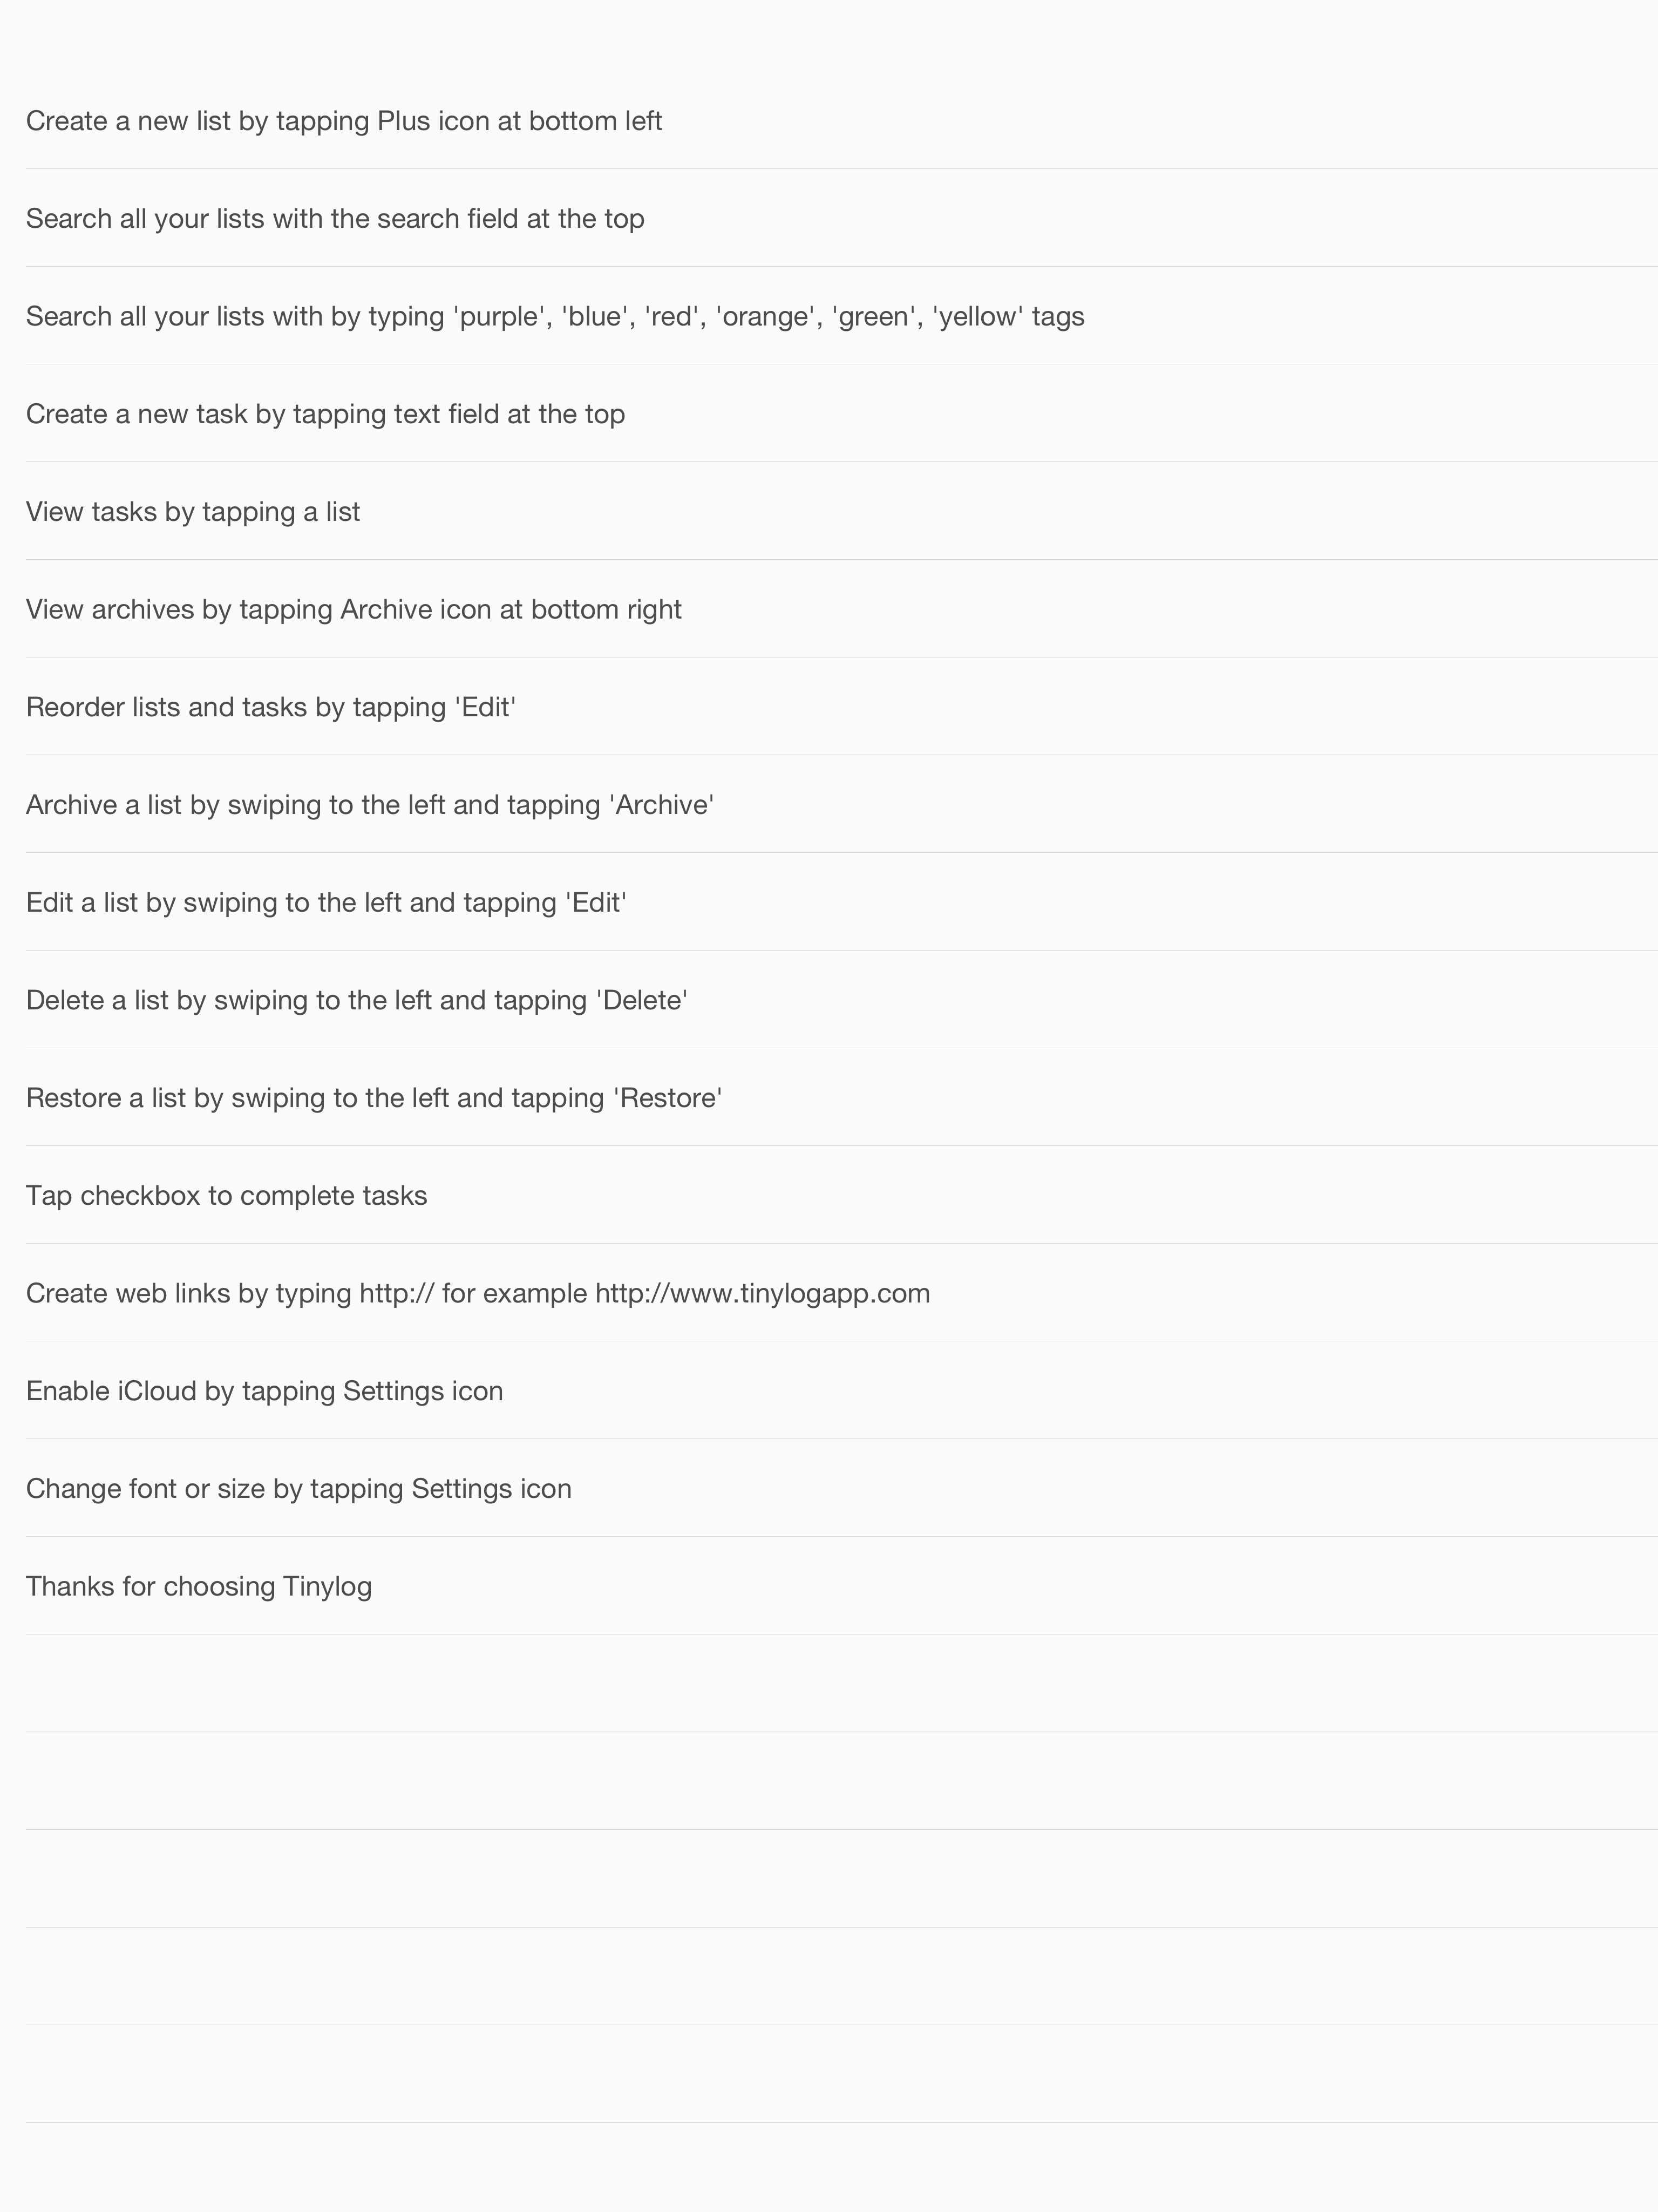 Create a new list by tapping Plus icon at bottom left
Search all your lists with the search field at the top
Search all your lists with by typing 'purple', 'blue', 'red', 'orange', 'green', 'yellow' tags
Create a new task by tapping text field at the top
View tasks by tapping a list
View archives by tapping Archive icon at bottom right
Reorder lists and tasks by tapping 'Edit'
Archive a list by swiping to the left and tapping 'Archive'
Edit a list by swiping to the left and tapping 'Edit'
Delete a list by swiping to the left and tapping 'Delete'
Restore a list by swiping to the left and tapping 'Restore'
Tap checkbox to complete tasks
Create web links by typing http:// for example http://www.tinylogapp.com
Enable iCloud by tapping Settings icon
Change font or size by tapping Settings icon
Thanks for choosing Tinylog